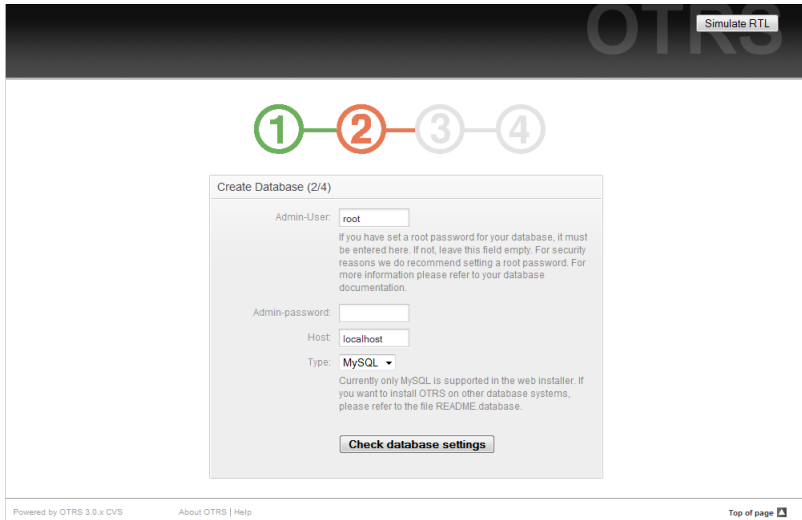 OTRS
Simulate RTL
1 2 3 4
Create Database (2/4)
Admin-User: root
If you have set a root password for your database, it must
be entered here. If not, leave this field empty. For security
reasons we do recommend setting a root password. For
more information please refer to your database
documentation.
Admin-password:
Host: localhost
Type: MySQL
Currently only MySQL is supported in the web installer. If
you want to install OTRS on other database systems,
please refer to the file README.database.
Check database settings
Powered by OTRS 3.0.x CVS About OTRS | Help Top of page